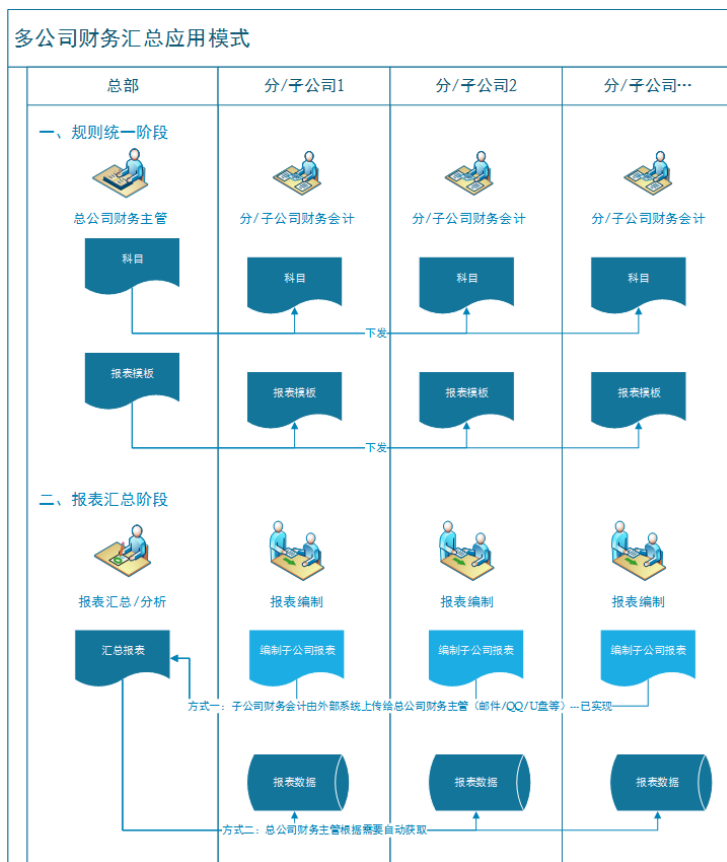 多公司财务汇总应用模式
总部 分/子公司1 分/子公司2 分/子公司…
一、规则统一阶段
总公司财务主管 分/子公司财务会计 分/子公司财务会计 分/子公司财务会计
科目 科目 科目 科目
下发
报表模板 报表模板 报表模板 报表模板
下发
二、报表汇总阶段
报表汇总/分析 报表编制 报表编制 报表编制
汇总报表 编制子公司报表 编制子公司报表 编制子公司报表
方式一：子公司财务会计由外部系统上传给总公司财务主管（邮件/QQ/U盘等）---已实现
报表数据 报表数据 报表数据
方式二：总公司财务主管根据需要自动获取